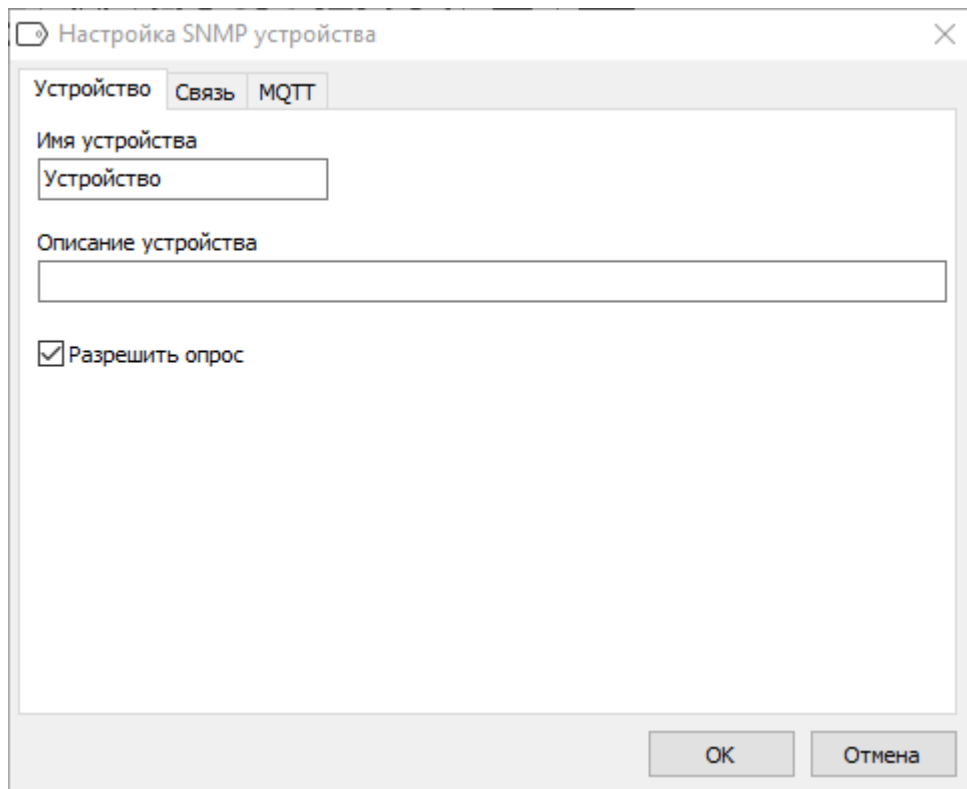 Настройка SNMP устройства
Устройство Связь MQTT
Имя устройства
Устройство
Описание устройства
Разрешить опрос
OK Отмена